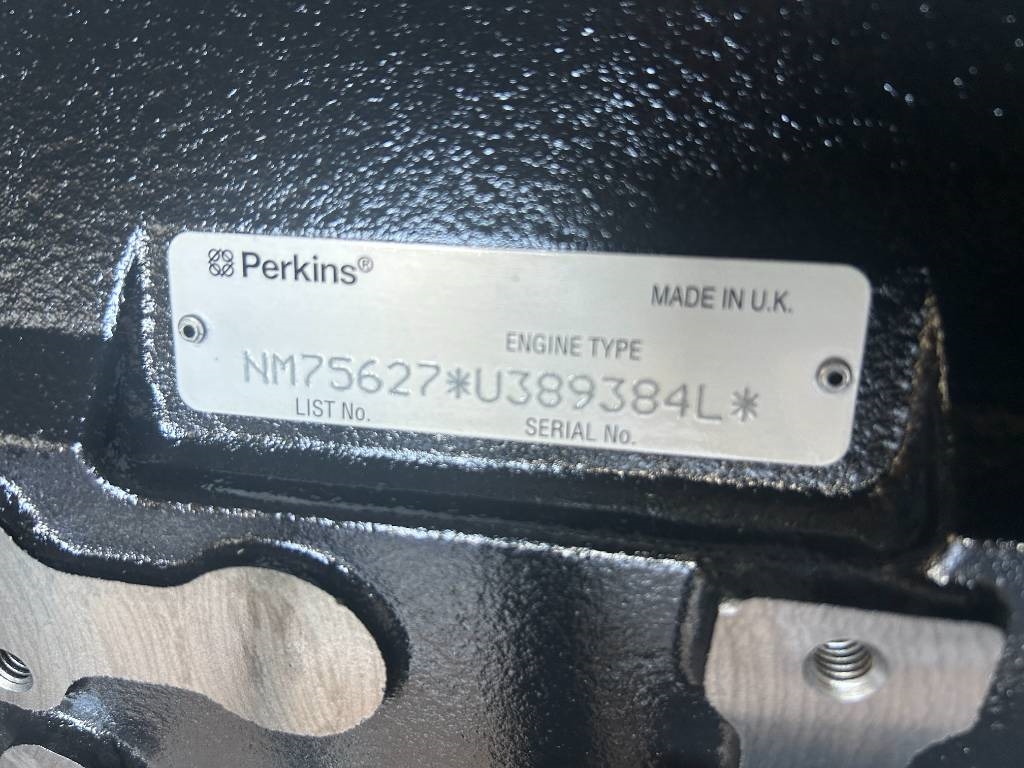 Perkins®
MADE IN U.K.
ENGINE TYPE
NM75627*U389384L*
LIST No.
SERIAL No.